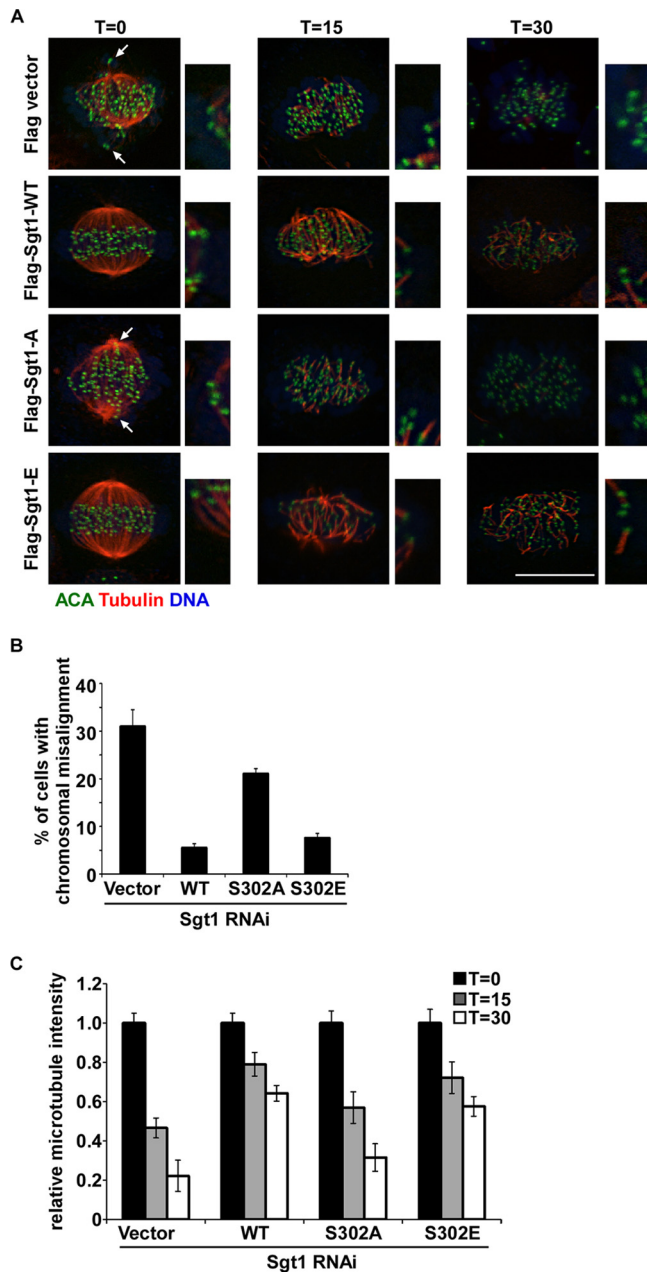 A
T=0 T=15 T=30
Flag vector
Flag-Sgt1-WT
Flag-Sgt1-A
Flag-Sgt1-E
ACA Tubulin DNA
B
% of cells with
chromosomal misalignment
40
30
20
10
0
Vector WT S302A S302E
Sgt1 RNAi
C
relative microtubule intensity
1.2
1.0
0.8
0.6
0.4
0.2
0
T=0
T=15
T=30
Vector WT S302A S302E
Sgt1 RNAi